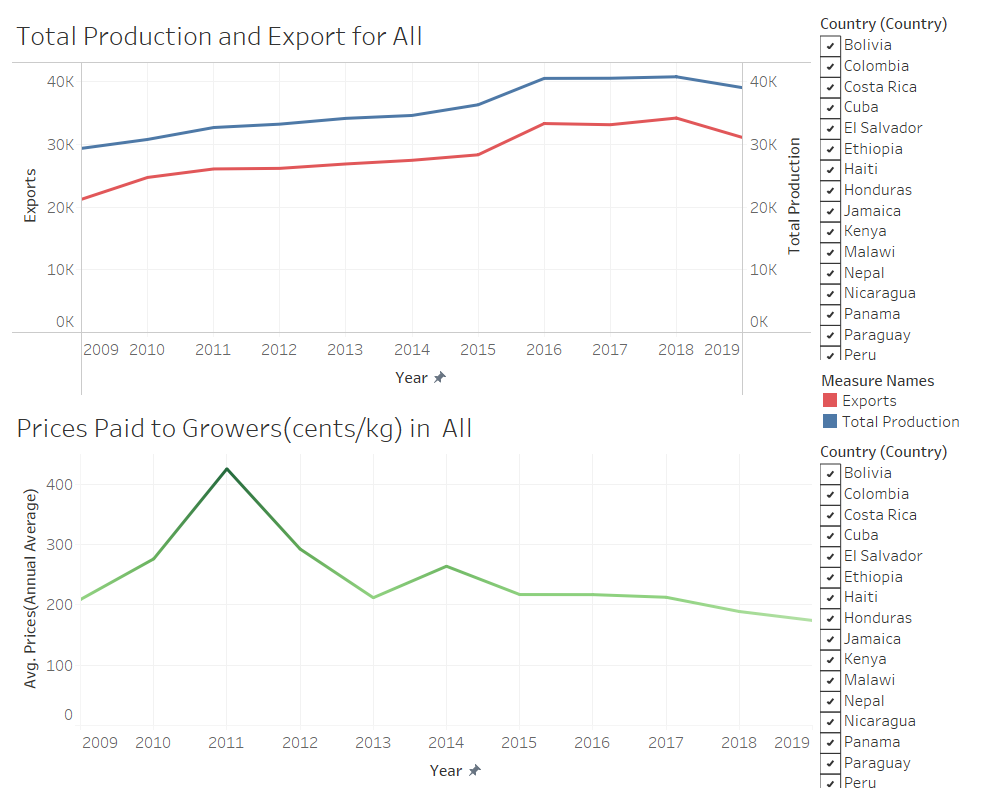 Total Production and Export for All
40K
30K
20K
10K
0K
Exports
40K
30K
20K
10K
0K
Total Production
2009 2010 2011 2012 2013 2014 2015 2016 2017 2018 2019
Year
Country (Country)
Bolivia
Colombia
Costa Rica
Cuba
El Salvador
Ethiopia
Haiti
Honduras
Jamaica
Kenya
Malawi
Nepal
Nicaragua
Panama
Paraguay
Peru
Measure Names
Exports
Total Production
Prices Paid to Growers(cents/kg) in All
400
300
200
100
0
Avg. Prices(Annual Average)
2009 2010 2011 2012 2013 2014 2015 2016 2017 2018 2019
Year
Country (Country)
Bolivia
Colombia
Costa Rica
Cuba
El Salvador
Ethiopia
Haiti
Honduras
Jamaica
Kenya
Malawi
Nepal
Nicaragua
Panama
Paraguay
Peru